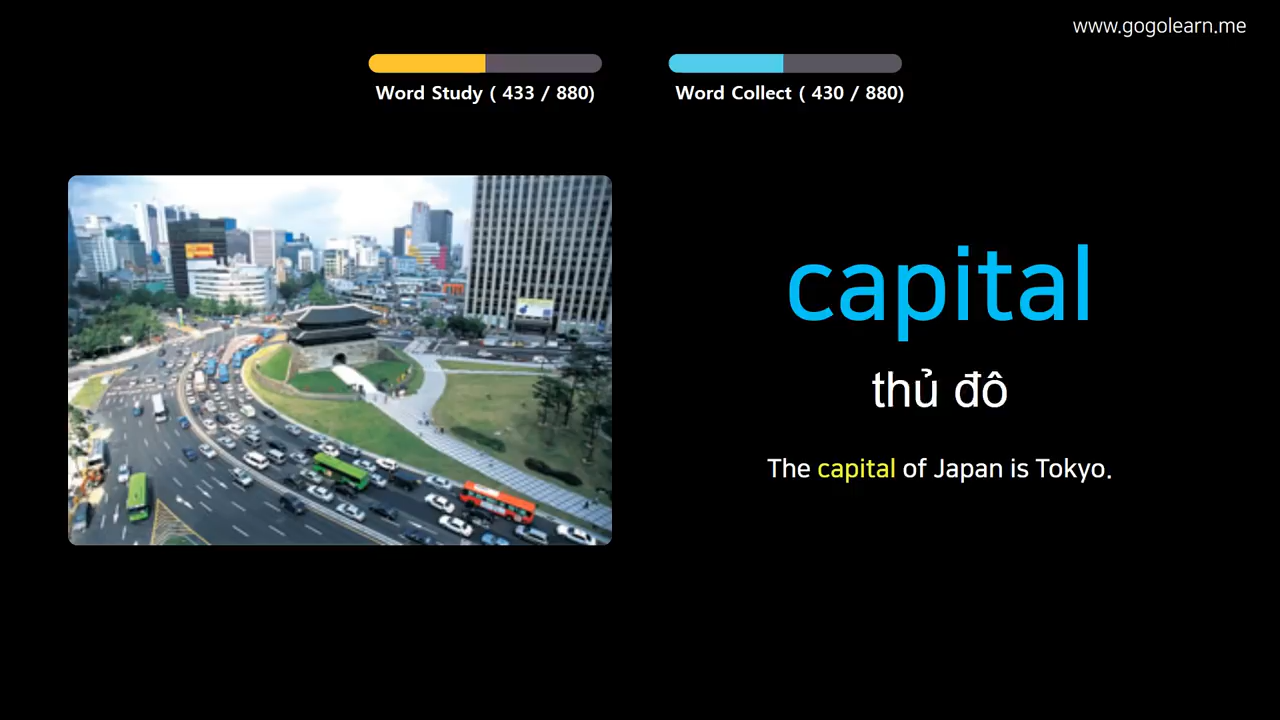 www.gogolearn.me
Word Study ( 433 / 880)
Word Collect ( 430 / 880)
capital
thủ đô
The capital of Japan is Tokyo.